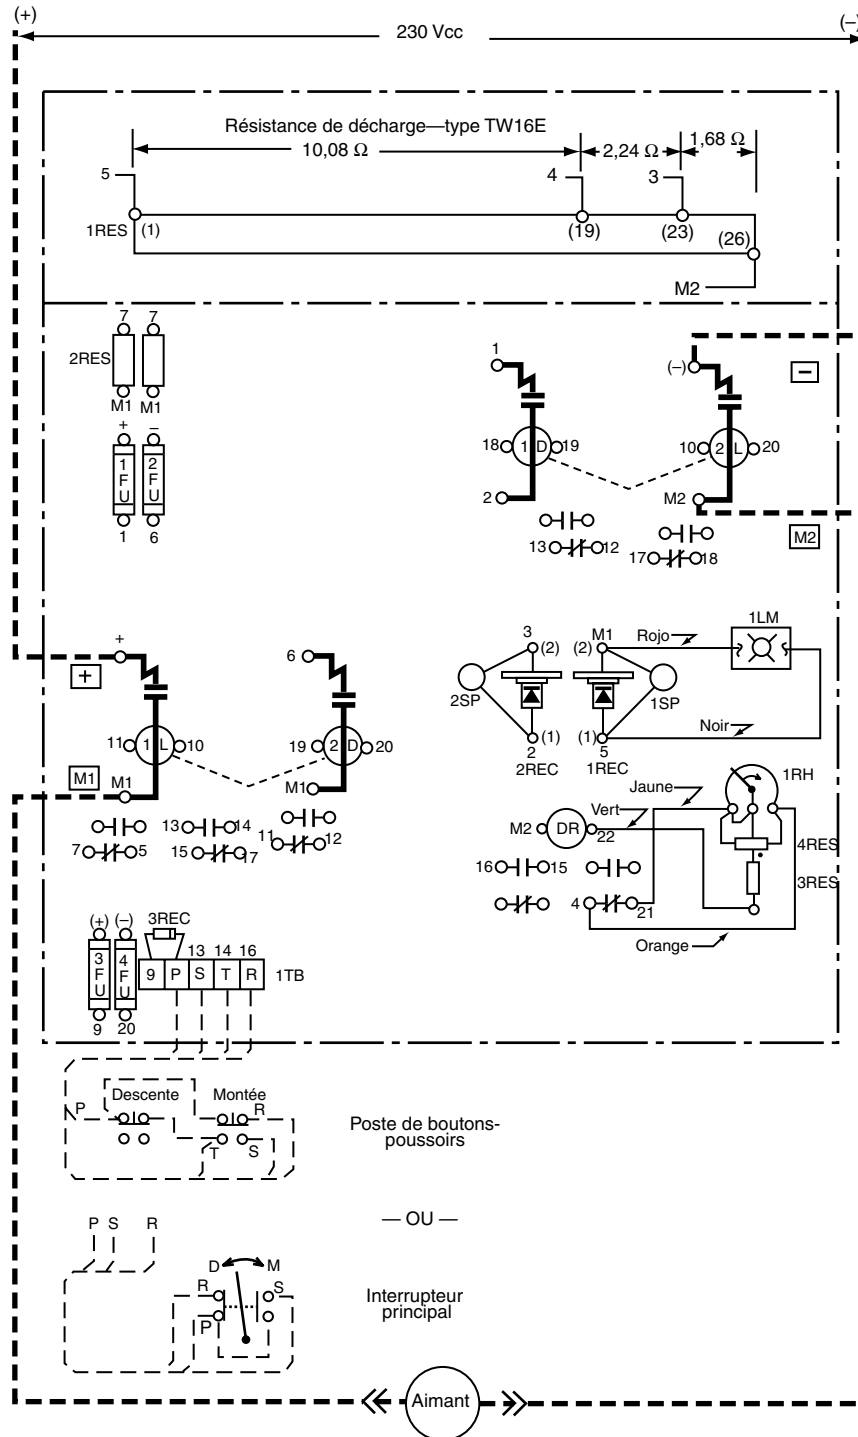 (+) (–)
230 Vcc
Résistance de décharge—type TW16E
10,08 Ω 2,24 Ω 1,68 Ω
5 4 3
1RES (1) (19) (23) (26)
M2
7 7
2RES
M1 M1
+ –
1FU 2FU
1 6
1 (–) –
18 1 D 19 10 2 L 20
2 M2
13 12 17 18 M2
+ 6
+
11 1 L 10 19 2 D 20
M1 M1 M1
13 14 11 12
7 5 15 17
3 (2) (2) M1 Rojo 1LM
2SP 1SP
Noir
2 (1) (1) 5
2REC 1REC
Jaune 1RH
Vert
M2 DR 22
4RES
16 15
3RES
4 21
Orange
(+) (–) 3REC
13 14 16
3FU 4FU 9 P S T R 1TB
9 20
Descente Montée
P R
T S
Poste de boutons-
poussoirs
— OU —
P S R
D M
R S
P
Interrupteur
principal
Aimant